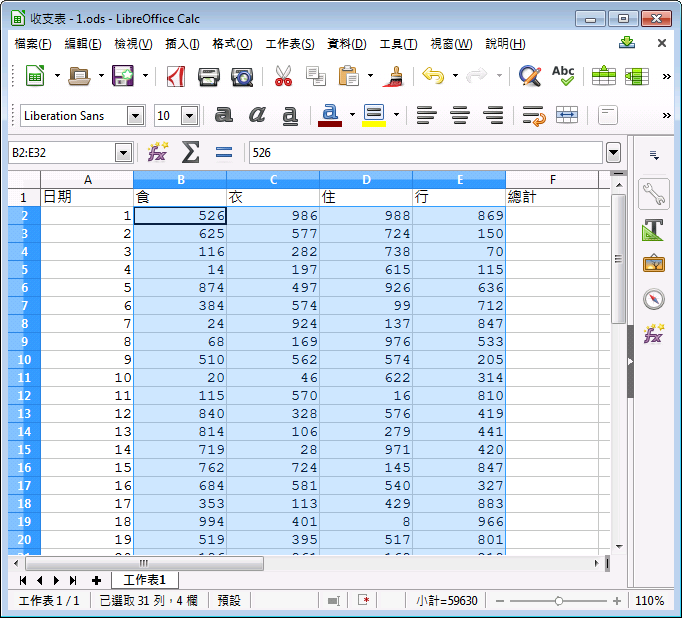 收支表 - 1.ods - LibreOffice Calc
檔案(F) 編輯(E) 檢視(V) 插入(I) 格式(O) 工作表(S) 資料(D) 工具(T) 視窗(W) 說明(H)
Abc
Liberation Sans 10 a a a a
B2:E32 fx Σ = 526
A B C D E F
1 日期 食 衣 住 行 總計
2 1 526 986 988 869
3 2 625 577 724 150
4 3 116 282 738 70
5 4 14 197 615 115
6 5 874 497 926 636
7 6 384 574 99 712
8 7 24 924 137 847
9 8 68 169 976 533
10 9 510 562 574 205
11 10 20 46 622 314
12 11 115 570 16 810
13 12 840 328 576 419
14 13 814 106 279 441
15 14 719 28 971 420
16 15 762 724 145 847
17 16 684 581 540 327
18 17 353 113 429 883
19 18 994 401 8 966
20 19 519 395 517 801
工作表1
工作表 1 / 1 已選取 31 列，4 欄 預設 小計=59630 110%